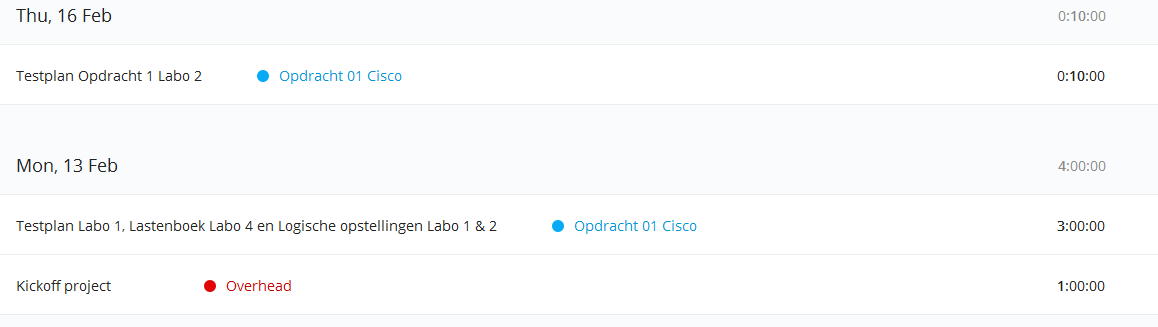 Thu, 16 Feb 0:10:00
Testplan Opdracht 1 Labo 2 Opdracht 01 Cisco 0:10:00
Mon, 13 Feb 4:00:00
Testplan Labo 1, Lastenboek Labo 4 en Logische opstellingen Labo 1 & 2 Opdracht 01 Cisco 3:00:00
Kickoff project Overhead 1:00:00